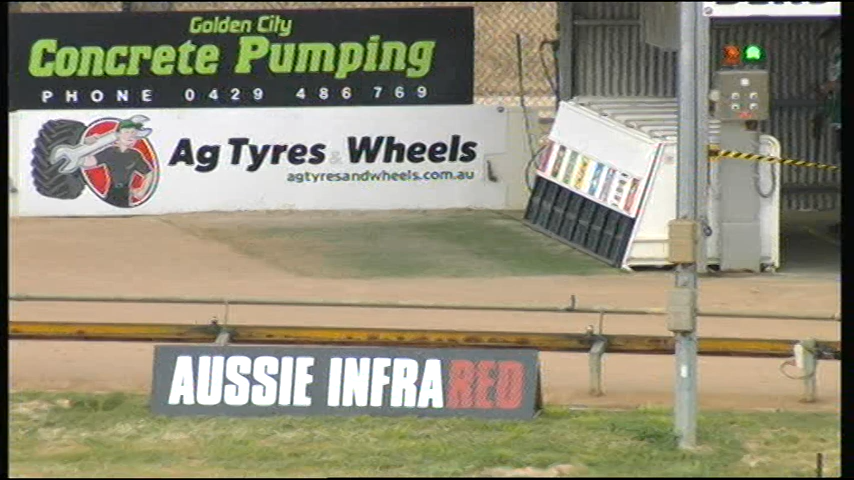 Golden City
Concrete Pumping
PHONE 0429 486 769
Ag Tyres & Wheels
agtyresandwheels.com.au
AUSSIE INFRARED